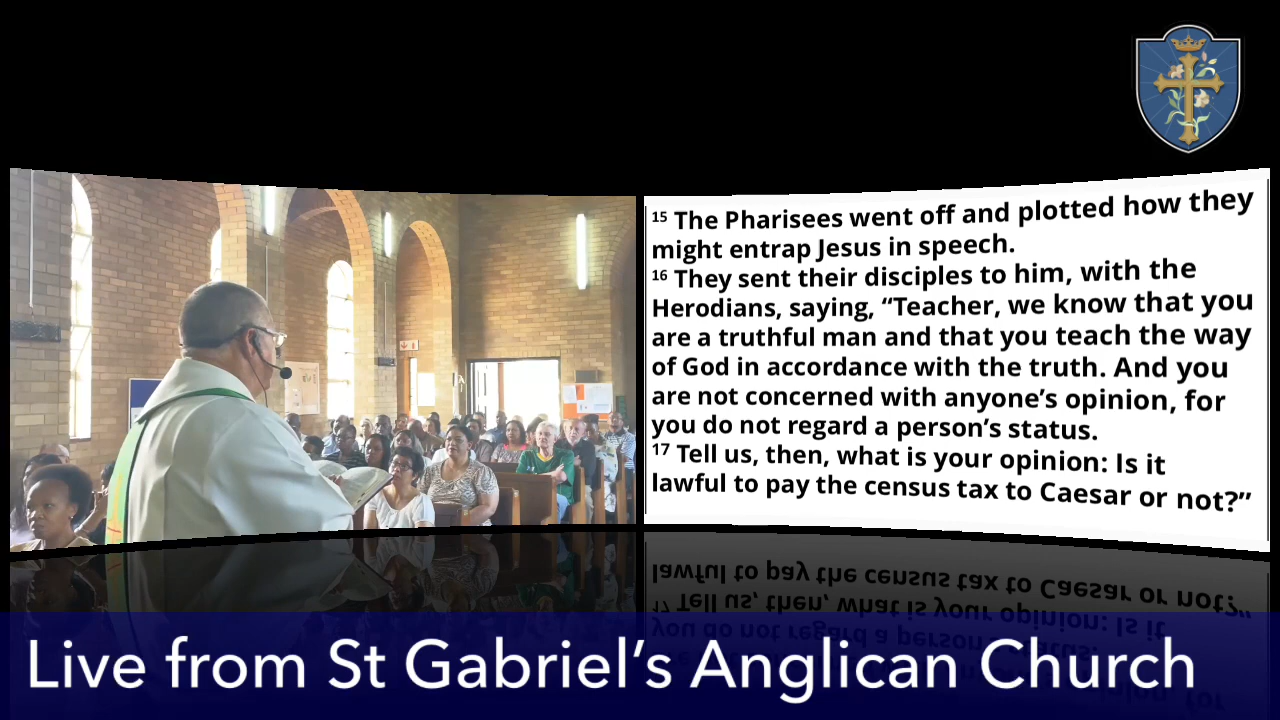 ¹⁵ The Pharisees went off and plotted how they
might entrap Jesus in speech.
¹⁶ They sent their disciples to him, with the
Herodians, saying, “Teacher, we know that you
are a truthful man and that you teach the way
of God in accordance with the truth. And you
are not concerned with anyone’s opinion, for
you do not regard a person’s status.
¹⁷ Tell us, then, what is your opinion: Is it
lawful to pay the census tax to Caesar or not?”
Live from St Gabriel’s Anglican Church